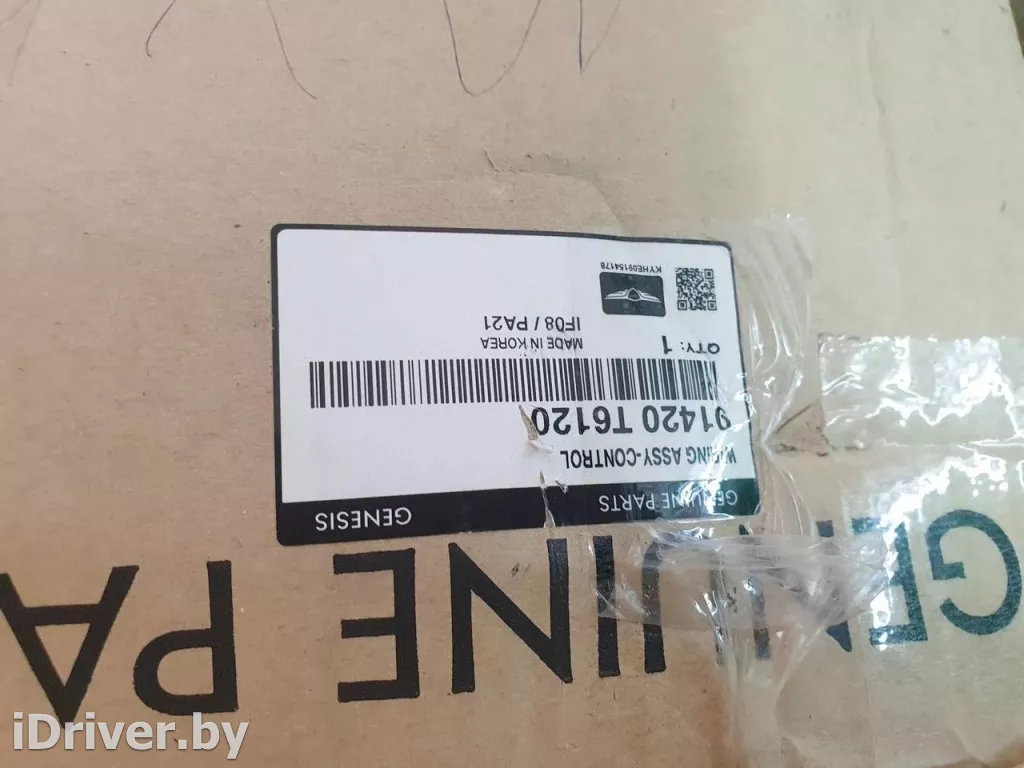 GENUINE PARTS GENESIS
WIRING ASSY-CONTROL
91420 T6120
QTY: 1 MADE IN KOREA
IF08 / PA21
KYHE09154178
GENUINE PA
iDriver.by